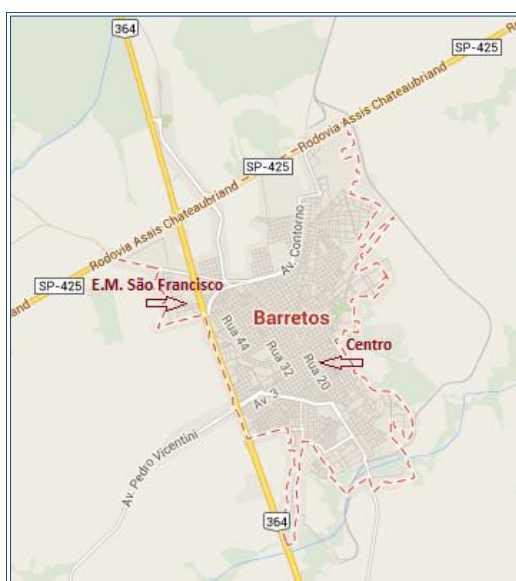 364
Ro
SP-425
Rodovia Assis Chateaubriand
SP-425
Rodovia Assis Chateaubriand
Av. Contorno
SP-425
E.M. São Francisco
Barretos
Rua 44
Rua 32
Rua 20
Centro
Av. 3
Av. Pedro Vicentini
364